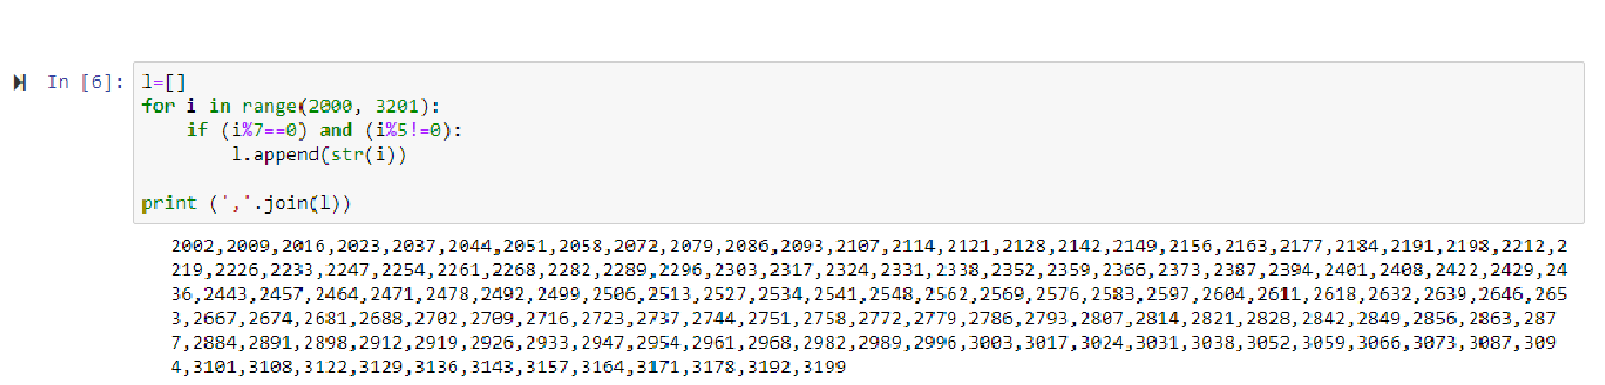 In [6]: l=[]
for i in range(2000, 3201):
    if (i%7==0) and (i%5!=0):
        l.append(str(i))
print (','.join(l))
2002,2009,2016,2023,2037,2044,2051,2058,2072,2079,2086,2093,2107,2114,2121,2128,2142,2149,2156,2163,2177,2184,2191,2198,2212,2
219,2226,2233,2247,2254,2261,2268,2282,2289,2296,2303,2317,2324,2331,2338,2352,2359,2366,2373,2387,2394,2401,2408,2422,2429,24
36,2443,2457,2464,2471,2478,2492,2499,2506,2513,2527,2534,2541,2548,2562,2569,2576,2583,2597,2604,2611,2618,2632,2639,2646,265
3,2667,2674,2681,2688,2702,2709,2716,2723,2737,2744,2751,2758,2772,2779,2786,2793,2807,2814,2821,2828,2842,2849,2856,2863,287
7,2884,2891,2898,2912,2919,2926,2933,2947,2954,2961,2968,2982,2989,2996,3003,3017,3024,3031,3038,3052,3059,3066,3073,3087,309
4,3101,3108,3122,3129,3136,3143,3157,3164,3171,3178,3192,3199